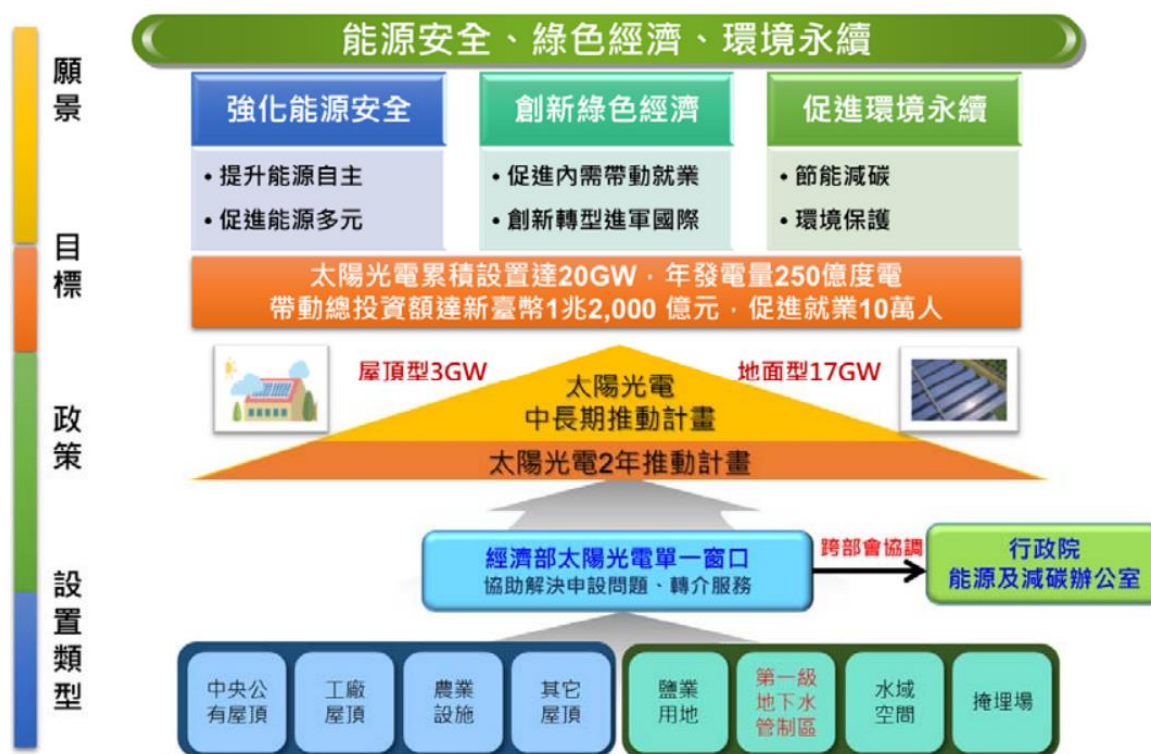 能源安全、綠色經濟、環境永續
願景
強化能源安全
創新綠色經濟
促進環境永續
• 提升能源自主
• 促進能源多元
• 促進內需帶動就業
• 創新轉型進軍國際
• 節能減碳
• 環境保護
目標
太陽光電累積設置達20GW，年發電量250億度電
帶動總投資額達新臺幣1兆2,000 億元，促進就業10萬人
政策
屋頂型3GW
地面型17GW
太陽光電
中長期推動計畫
太陽光電2年推動計畫
經濟部太陽光電單一窗口
協助解決申設問題、轉介服務
跨部會協調
行政院
能源及減碳辦公室
設置類型
中央公
有屋頂
工廠
屋頂
農業
設施
其它
屋頂
鹽業
用地
第一級
地下水
管制區
水域
空間
掩埋場